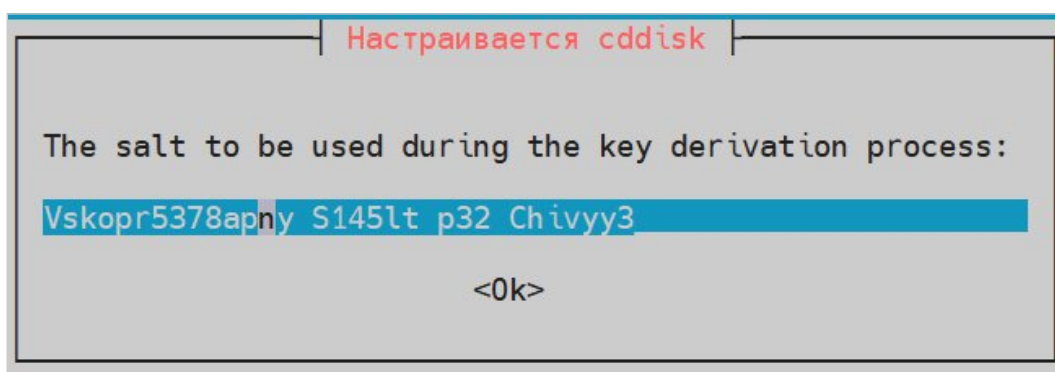 Настраивается cddisk
The salt to be used during the key derivation process:
Vskopr5378apny S145lt p32 Chivyy3
<Ok>